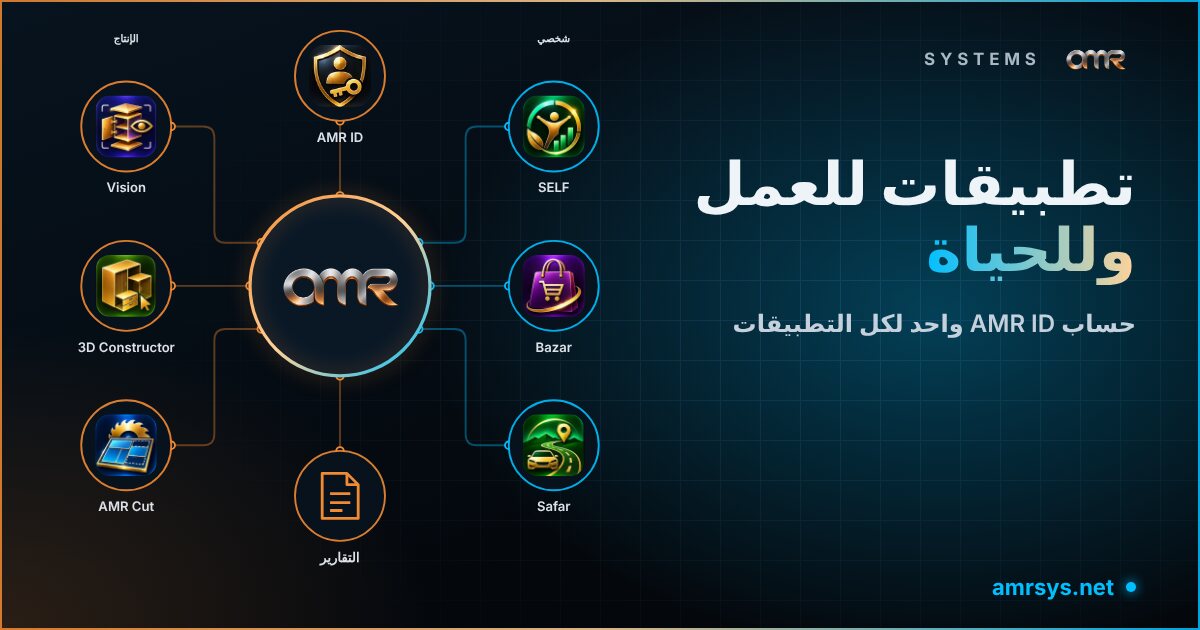 SYSTEMS AMR
تطبيقات للعمل
وللحياة
حساب AMR ID واحد لكل التطبيقات
amrsys.net
شخصي
الإنتاج
AMR ID
Vision
SELF
AMR
3D Constructor
Bazar
AMR Cut
Safar
التقارير